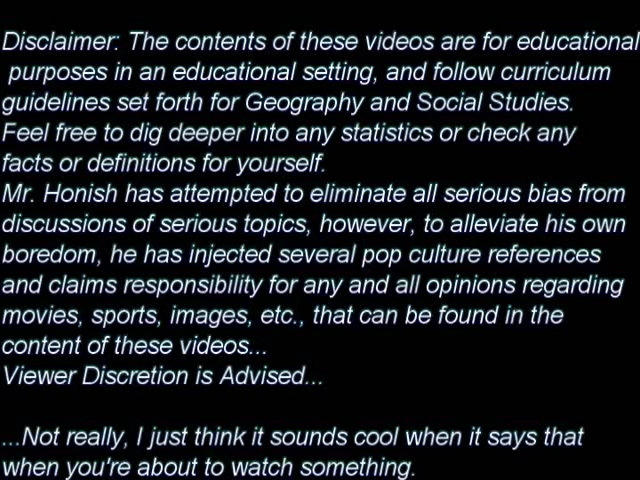 Disclaimer: The contents of these videos are for educational
purposes in an educational setting, and follow curriculum
guidelines set forth for Geography and Social Studies.
Feel free to dig deeper into any statistics or check any
facts or definitions for yourself.
Mr. Honish has attempted to eliminate all serious bias from
discussions of serious topics, however, to alleviate his own
boredom, he has injected several pop culture references
and claims responsibility for any and all opinions regarding
movies, sports, images, etc., that can be found in the
content of these videos...
Viewer Discretion is Advised...
...Not really, I just think it sounds cool when it says that
when you're about to watch something.